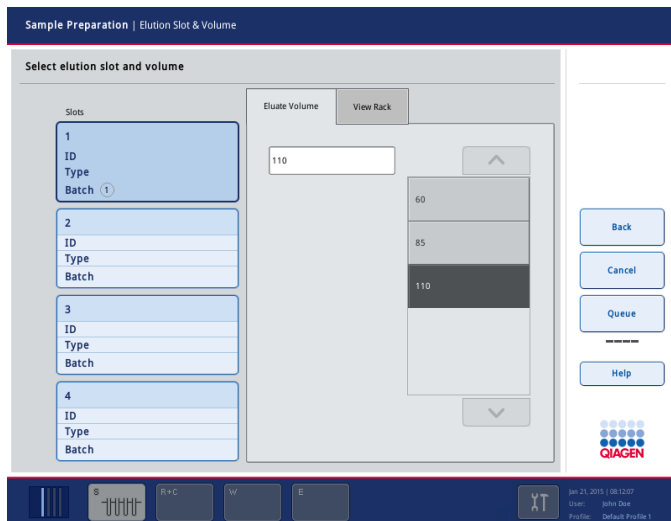 Sample Preparation | Elution Slot & Volume
Select elution slot and volume
Slots
1
ID
Type
Batch 1
2
ID
Type
Batch
3
ID
Type
Batch
4
ID
Type
Batch
Eluate Volume
View Rack
110
60
85
110
Back
Cancel
Queue
Help
QIAGEN
S
R+C
W
E
Jan 21, 2015 | 08:12:07
User: John Doe
Profile: Default Profile 1